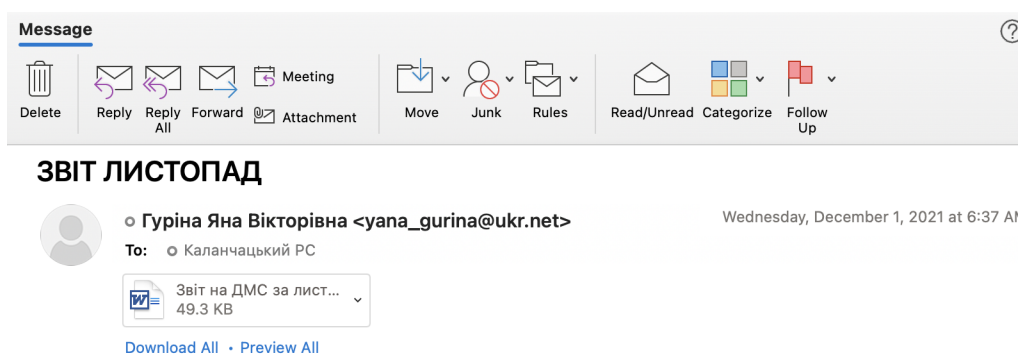 Message
Delete
Reply
Reply All
Forward
Meeting
Attachment
Move
Junk
Rules
Read/Unread
Categorize
Follow Up
ЗВІТ ЛИСТОПАД
Гуріна Яна Вікторівна <yana_gurina@ukr.net>
Wednesday, December 1, 2021 at 6:37 AM
To: Каланчацький РС
Звіт на ДМС за лист...
49.3 KB
Download All • Preview All